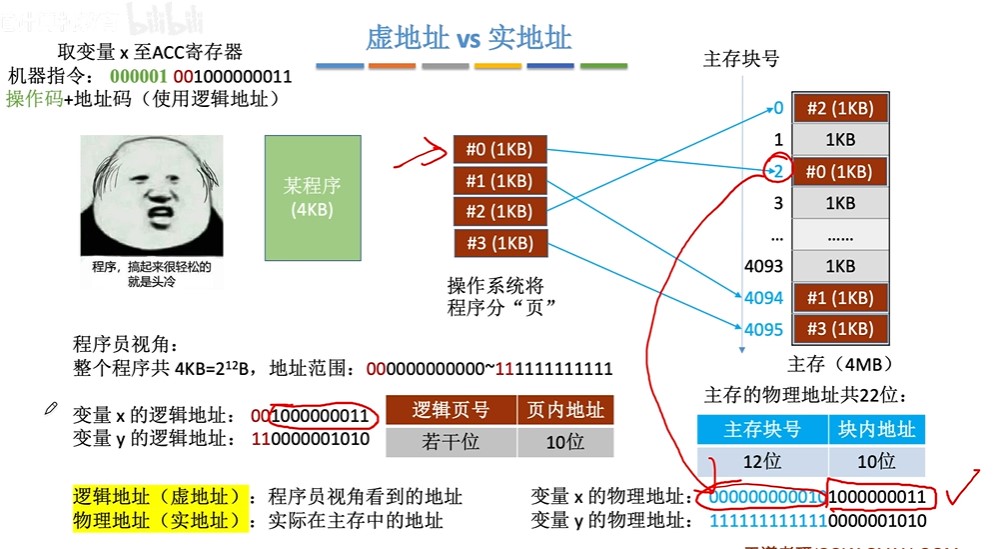 bilibili
虚地址 vs 实地址
取变量 x 至ACC寄存器
机器指令： 000001 001000000011
操作码+地址码（使用逻辑地址）
程序，搞起来很轻松的
就是头冷
某程序
(4KB)
#0 (1KB)
#1 (1KB)
#2 (1KB)
#3 (1KB)
操作系统将
程序分“页”
主存块号
0 #2 (1KB)
1 1KB
2 #0 (1KB)
3 1KB
... ......
4093 1KB
4094 #1 (1KB)
4095 #3 (1KB)
主存（4MB）
程序员视角：
整个程序共 4KB=2¹²B，地址范围：000000000000~111111111111
变量 x 的逻辑地址： 001000000011
变量 y 的逻辑地址： 110000001010
逻辑页号 页内地址
若干位 10位
主存的物理地址共22位：
主存块号 块内地址
12位 10位
逻辑地址（虚地址）：程序员视角看到的地址
物理地址（实地址）：实际在主存中的地址
变量 x 的物理地址：0000000000101000000011
变量 y 的物理地址：1111111111110000001010